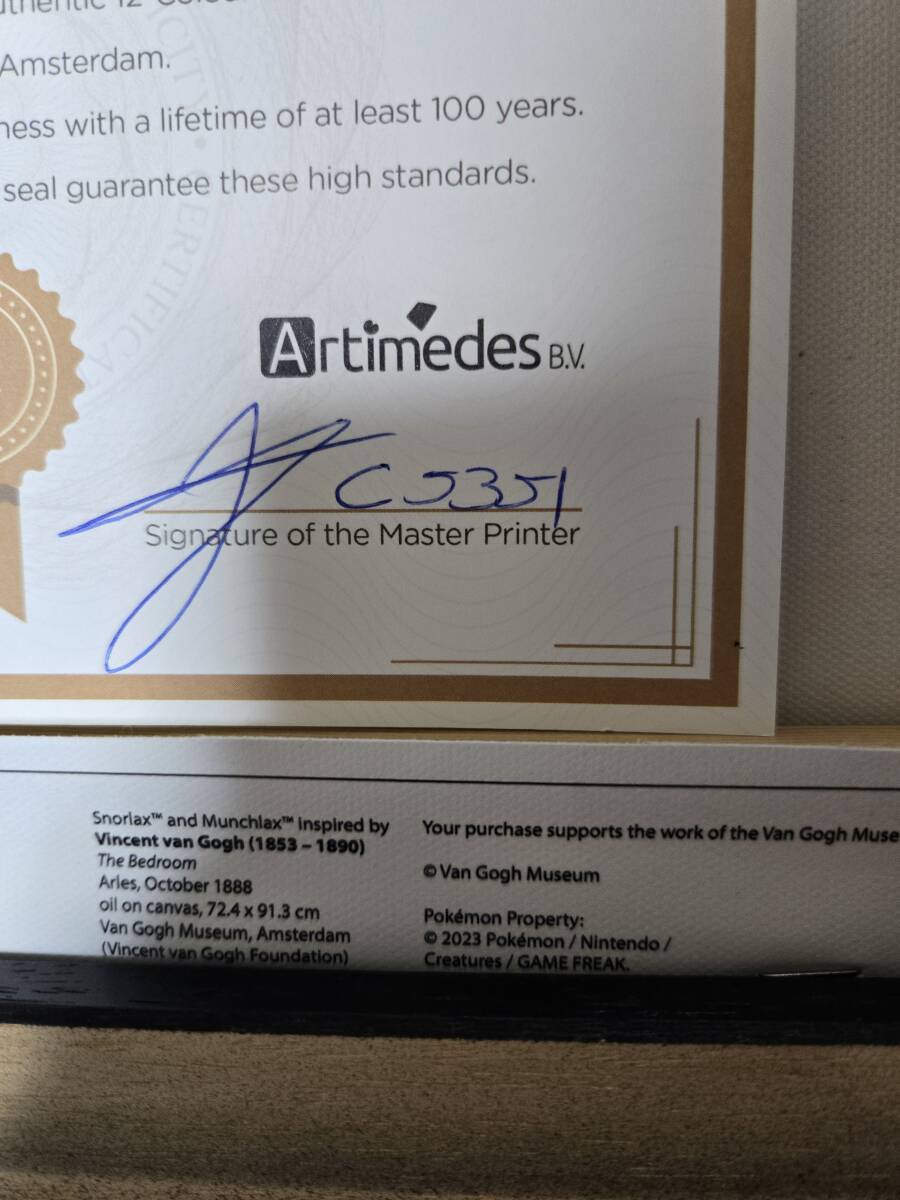 Amsterdam.
ness with a lifetime of at least 100 years.
seal guarantee these high standards.
Artimedes B.V.
C5351
Signature of the Master Printer
Snorlax™ and Munchlax™ inspired by
Vincent van Gogh (1853 – 1890)
The Bedroom
Arles, October 1888
oil on canvas, 72.4 x 91.3 cm
Van Gogh Museum, Amsterdam
(Vincent van Gogh Foundation)
Your purchase supports the work of the Van Gogh Muse
© Van Gogh Museum
Pokémon Property:
© 2023 Pokémon / Nintendo /
Creatures / GAME FREAK.